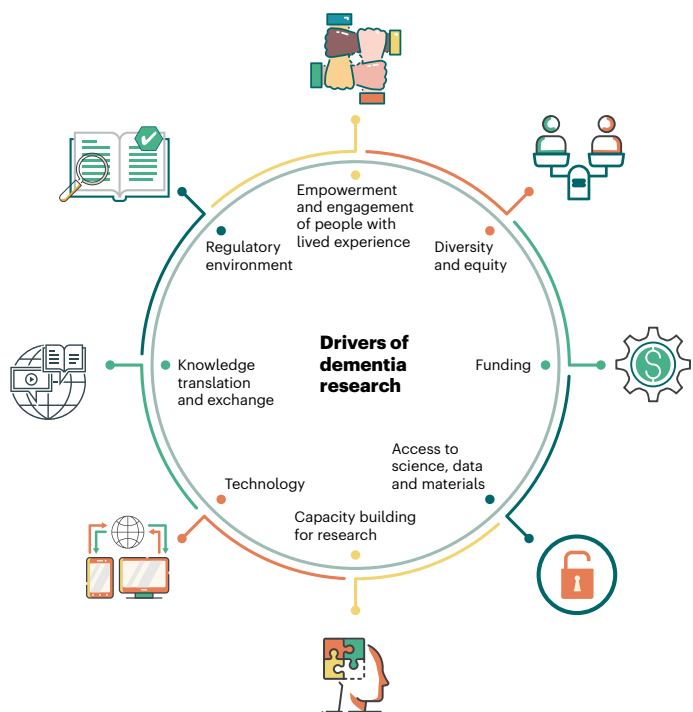 Empowerment
and engagement
of people with
lived experience
Diversity
and equity
Funding
Access to
science, data
and materials
Capacity building
for research
Technology
Knowledge
translation
and exchange
Regulatory
environment
Drivers of
dementia
research